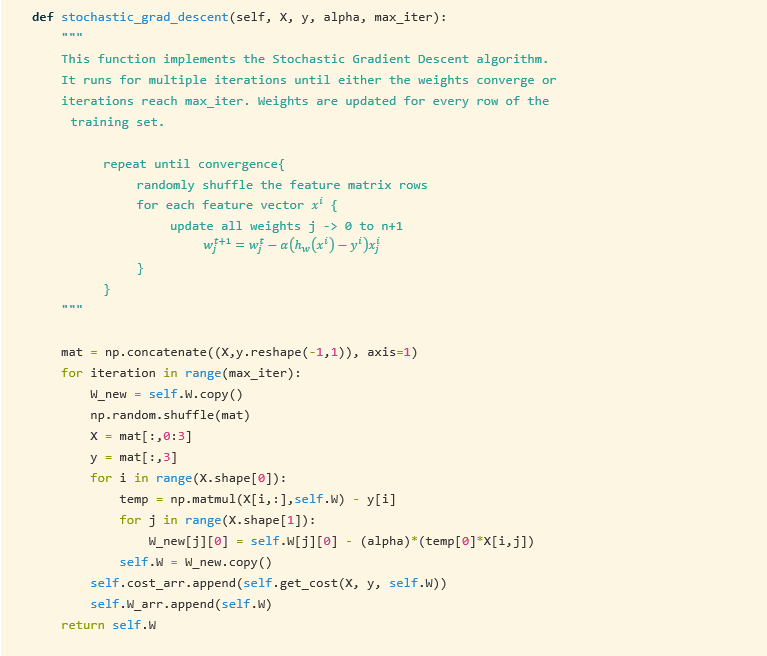 def stochastic_grad_descent(self, X, y, alpha, max_iter):
"""
This function implements the Stochastic Gradient Descent algorithm.
It runs for multiple iterations until either the weights converge or
iterations reach max_iter. Weights are updated for every row of the
training set.
repeat until convergence{
randomly shuffle the feature matrix rows
for each feature vector xⁱ {
update all weights j -> 0 to n+1
w_j^{t+1} = w_j^t − α(h_w(xⁱ) − yⁱ)x_j^i
}
}
"""
mat = np.concatenate((X,y.reshape(-1,1)), axis=1)
for iteration in range(max_iter):
W_new = self.W.copy()
np.random.shuffle(mat)
X = mat[:,0:3]
y = mat[:,3]
for i in range(X.shape[0]):
temp = np.matmul(X[i,:],self.W) - y[i]
for j in range(X.shape[1]):
W_new[j][0] = self.W[j][0] - (alpha)*(temp[0]*X[i,j])
self.W = W_new.copy()
self.cost_arr.append(self.get_cost(X, y, self.W))
self.W_arr.append(self.W)
return self.W